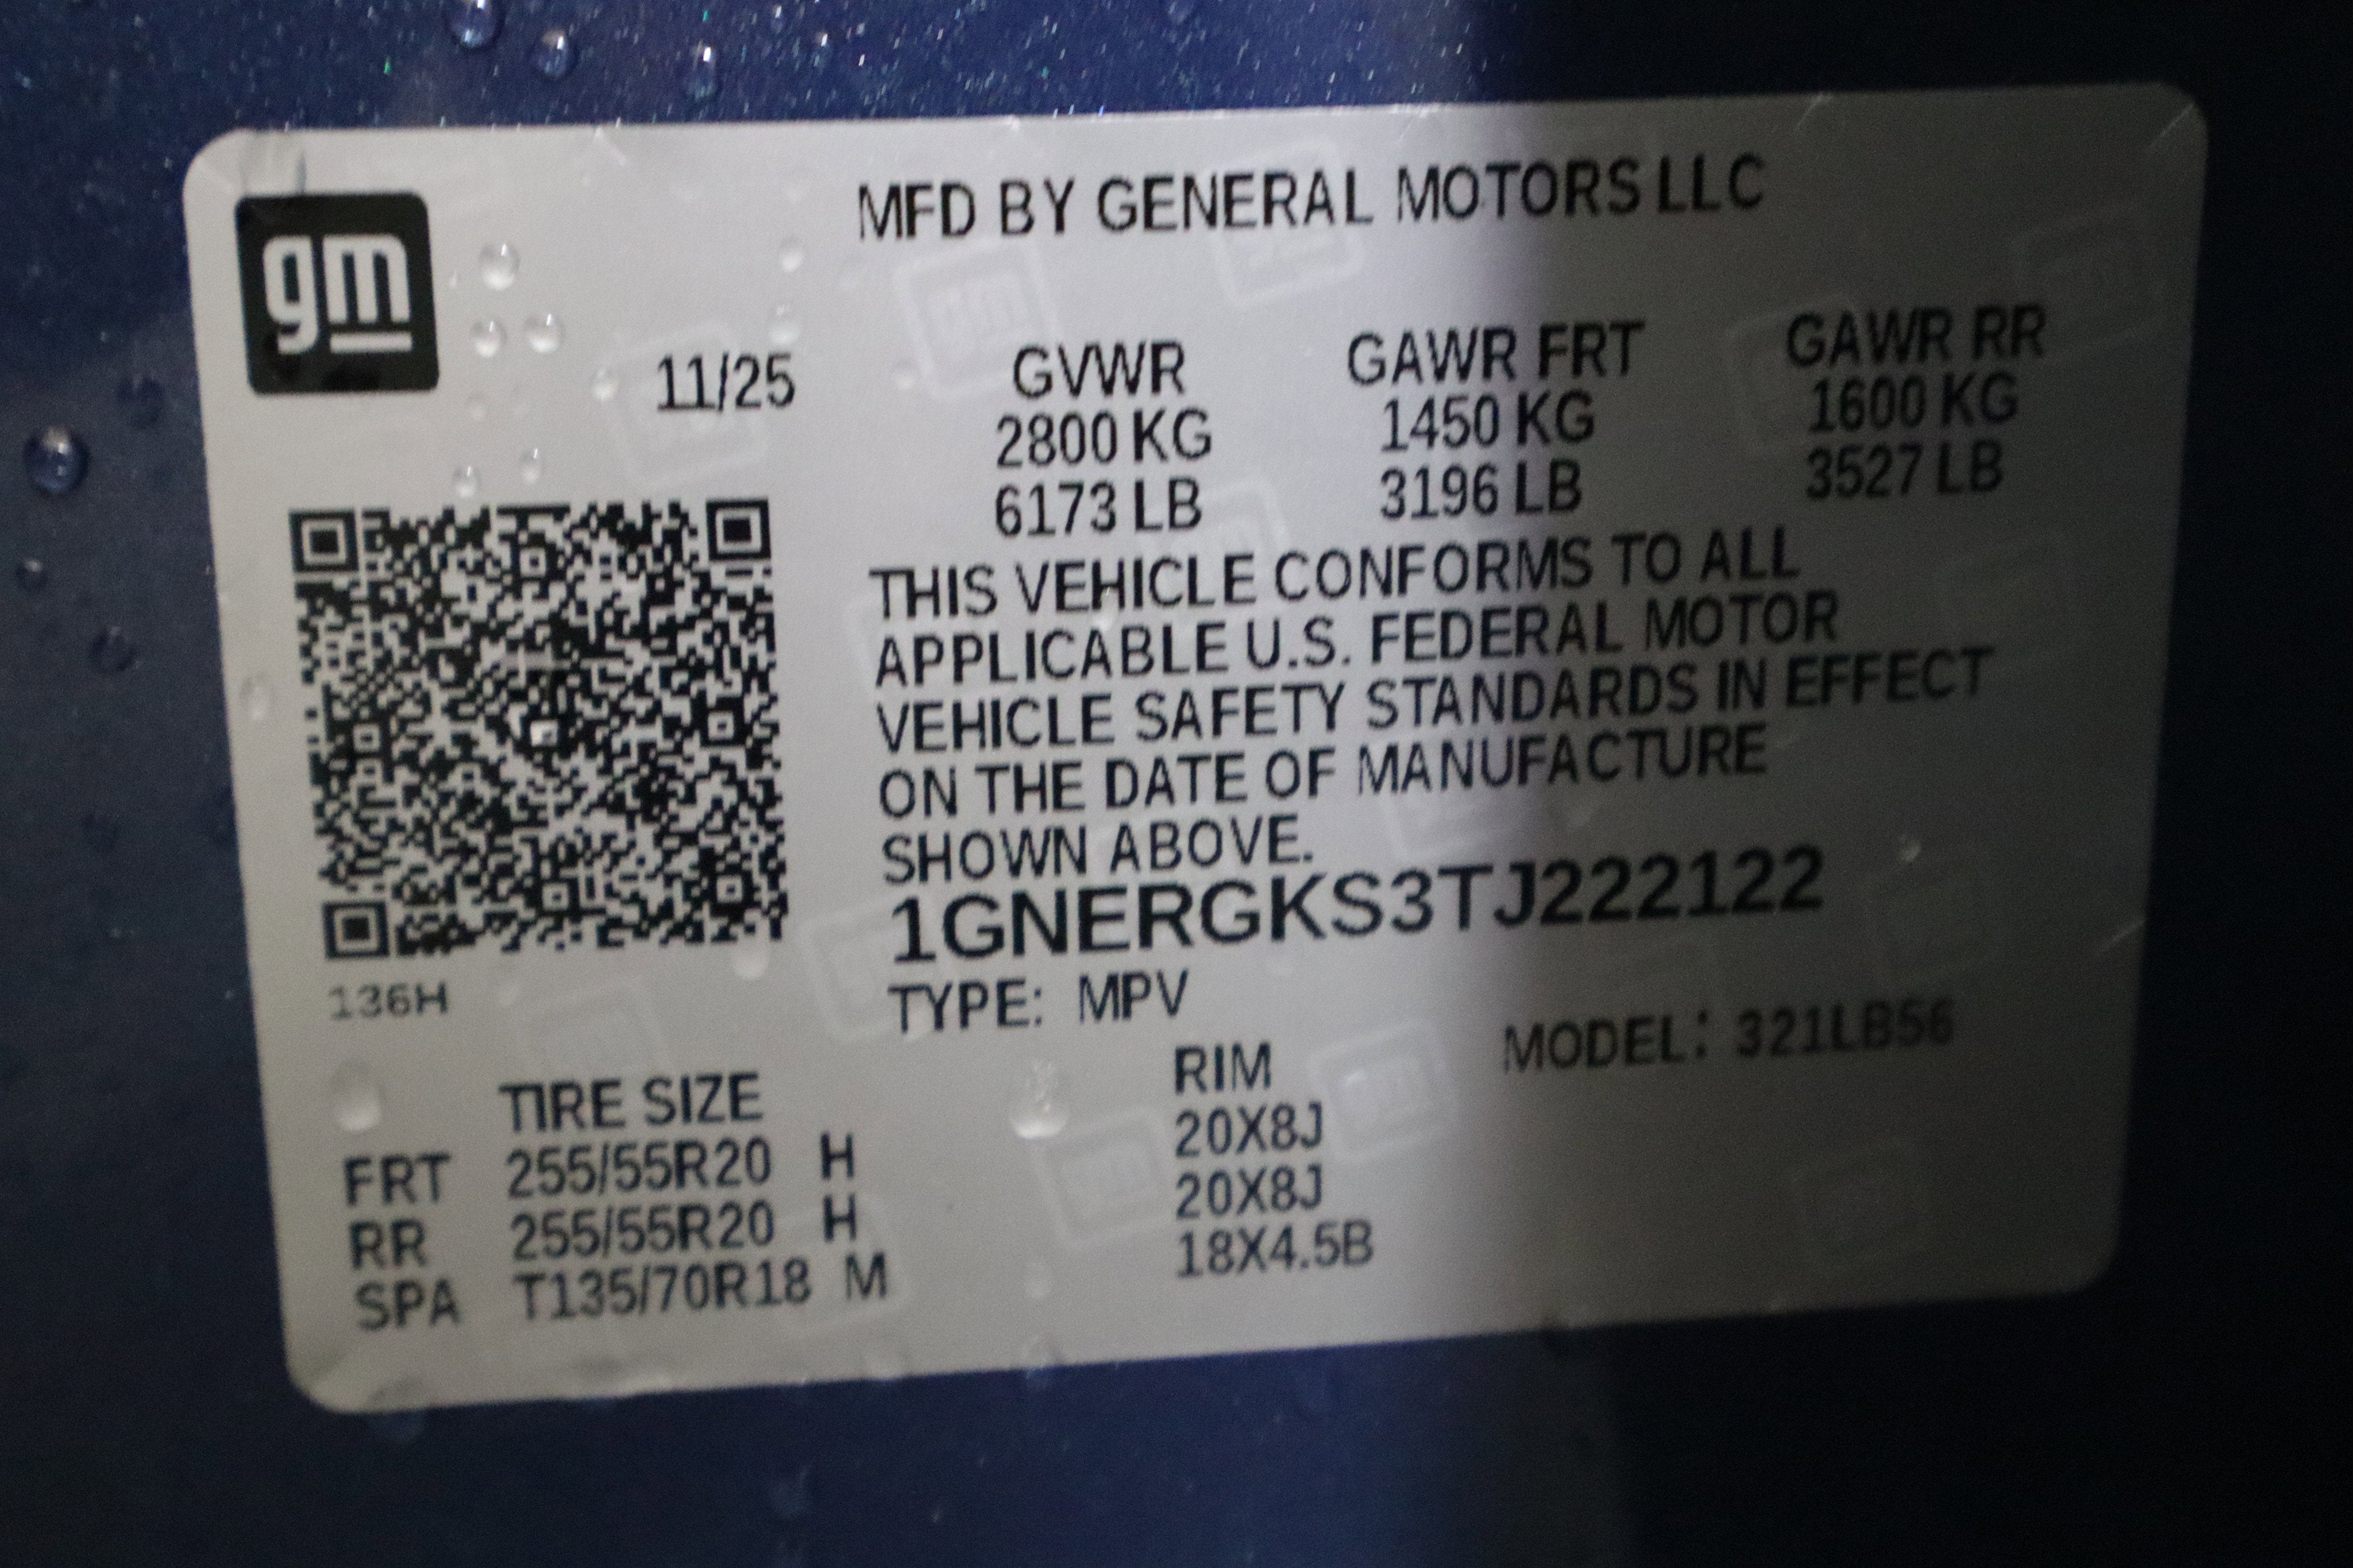 gm
MFD BY GENERAL MOTORS LLC
11/25
GVWR GAWR FRT GAWR RR
2800 KG 1450 KG 1600 KG
6173 LB 3196 LB 3527 LB
THIS VEHICLE CONFORMS TO ALL
APPLICABLE U.S. FEDERAL MOTOR
VEHICLE SAFETY STANDARDS IN EFFECT
ON THE DATE OF MANUFACTURE
SHOWN ABOVE.
1GNERGKS3TJ222122
136H
TYPE: MPV MODEL: 321LB56
TIRE SIZE RIM
FRT 255/55R20 H 20X8J
RR 255/55R20 H 20X8J
SPA T135/70R18 M 18X4.5B